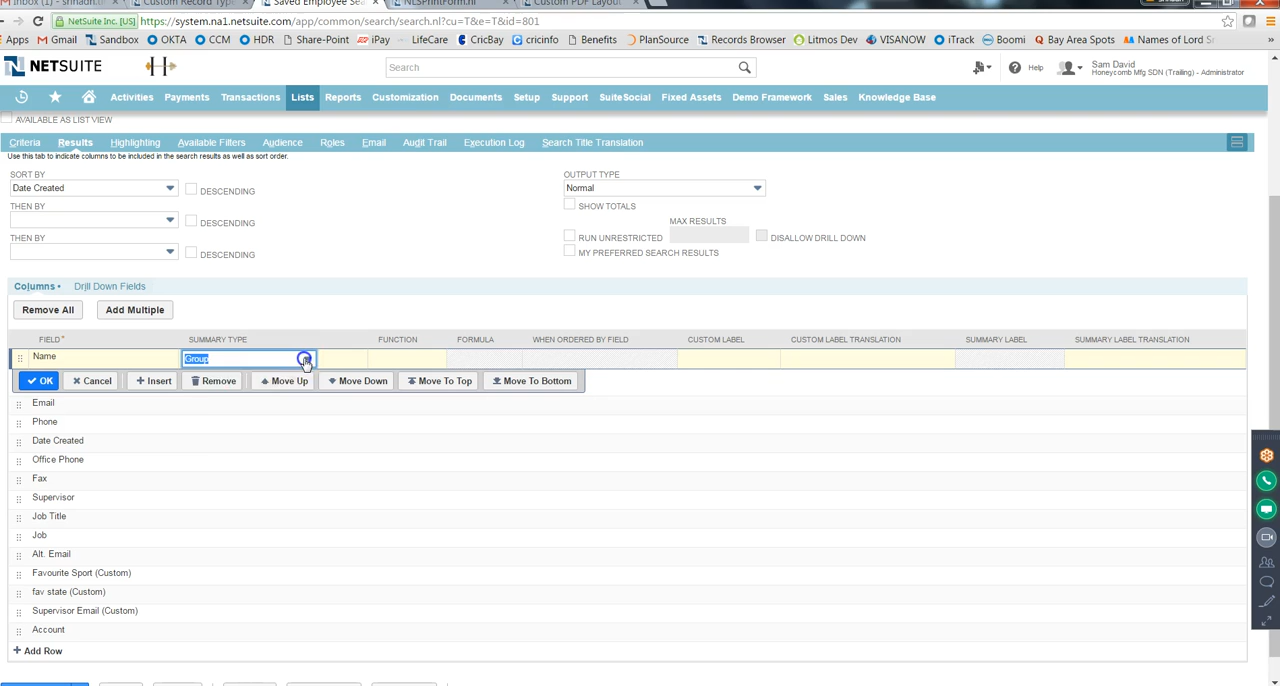 Inbox (1) - shriadn.tin
Custom Record Type
Saved Employee Sea
NLSPrintForm.nl
Custom PDF Layout
NetSuite Inc. [US] https://system.na1.netsuite.com/app/common/search/search.nl?cu=T&e=T&id=801
Apps Gmail Sandbox OKTA CCM HDR Share-Point iPay LifeCare CricBay cricinfo Benefits PlanSource Records Browser Litmos Dev VISANOW iTrack Boomi Bay Area Spots Names of Lord Sr »
NETSUITE
Search
Help
Sam David
Honeycomb Mfg SDN (Trailing) - Administrator
Activities Payments Transactions Lists Reports Customization Documents Setup Support SuiteSocial Fixed Assets Demo Framework Sales Knowledge Base
AVAILABLE AS LIST VIEW
Criteria Results Highlighting Available Filters Audience Roles Email Audit Trail Execution Log Search Title Translation
Use this tab to indicate columns to be included in the search results as well as sort order.
SORT BY
Date Created
DESCENDING
THEN BY
DESCENDING
THEN BY
DESCENDING
OUTPUT TYPE
Normal
SHOW TOTALS
MAX RESULTS
RUN UNRESTRICTED
DISALLOW DRILL DOWN
MY PREFERRED SEARCH RESULTS
Columns • Drill Down Fields
Remove All Add Multiple
FIELD* SUMMARY TYPE FUNCTION FORMULA WHEN ORDERED BY FIELD CUSTOM LABEL CUSTOM LABEL TRANSLATION SUMMARY LABEL SUMMARY LABEL TRANSLATION
Name Group
OK Cancel Insert Remove Move Up Move Down Move To Top Move To Bottom
Email
Phone
Date Created
Office Phone
Fax
Supervisor
Job Title
Job
Alt. Email
Favourite Sport (Custom)
fav state (Custom)
Supervisor Email (Custom)
Account
+ Add Row